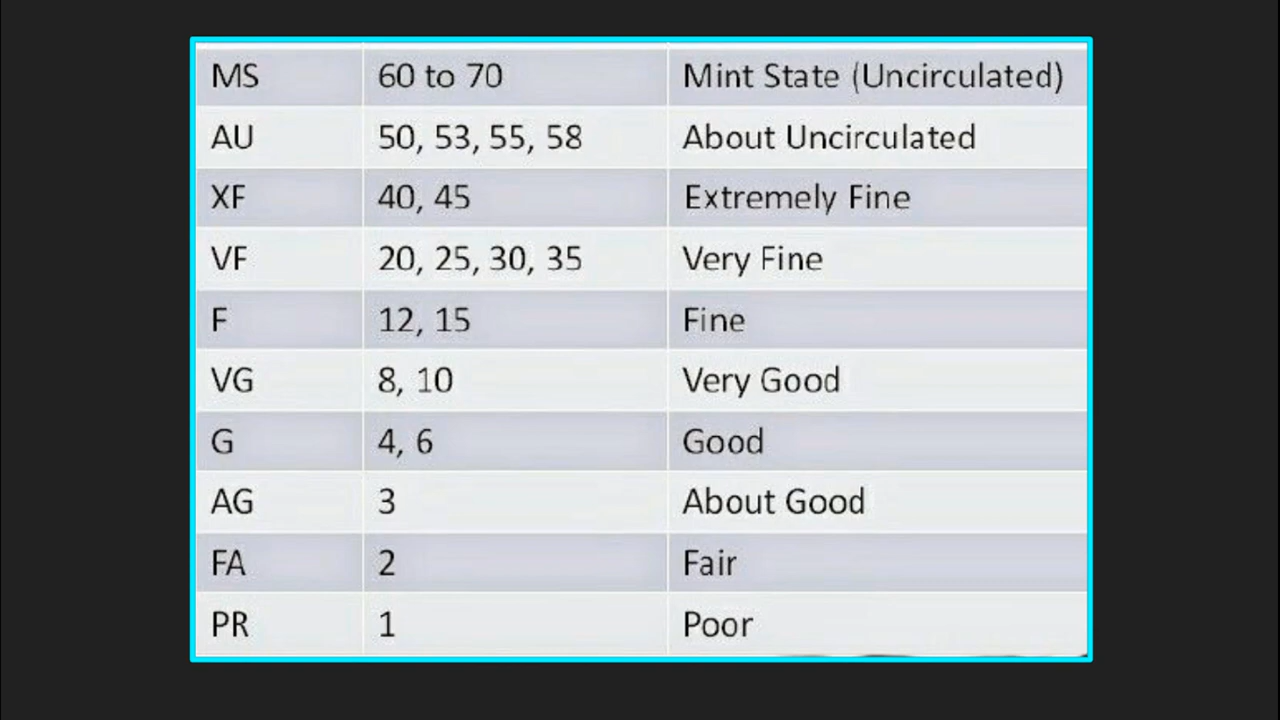 MS 60 to 70 Mint State (Uncirculated)
AU 50, 53, 55, 58 About Uncirculated
XF 40, 45 Extremely Fine
VF 20, 25, 30, 35 Very Fine
F 12, 15 Fine
VG 8, 10 Very Good
G 4, 6 Good
AG 3 About Good
FA 2 Fair
PR 1 Poor